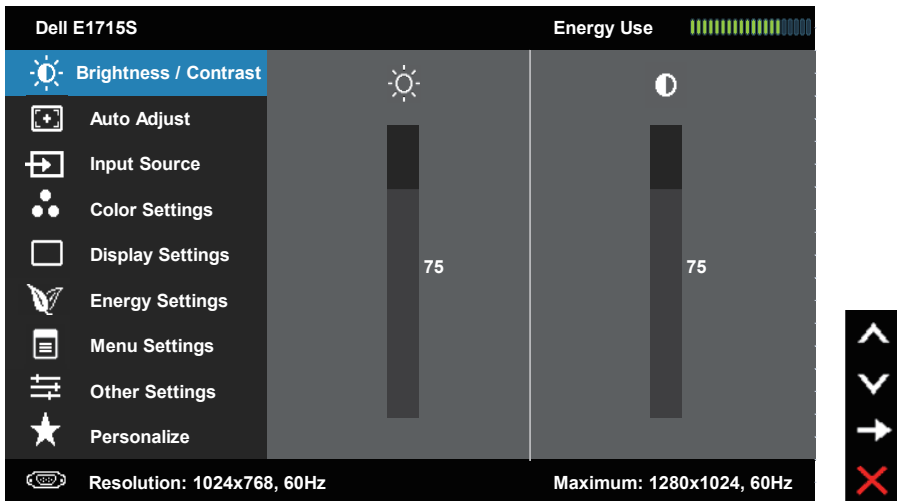 Dell E1715S
Energy Use
Brightness / Contrast
Auto Adjust
Input Source
Color Settings
Display Settings
Energy Settings
Menu Settings
Other Settings
Personalize
75
75
Resolution: 1024x768, 60Hz
Maximum: 1280x1024, 60Hz